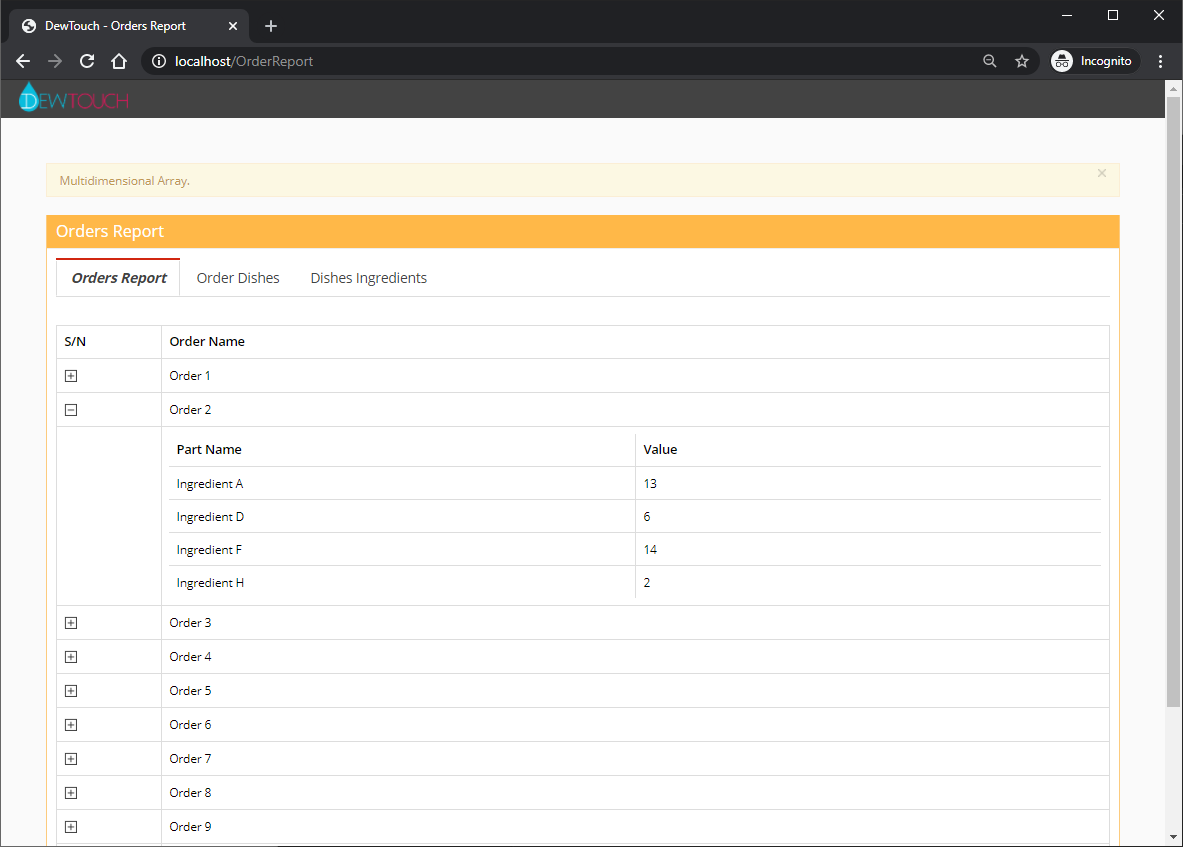 DewTouch - Orders Report
localhost/OrderReport
Incognito
DEWTOUCH
Multidimensional Array.
Orders Report
Orders Report Order Dishes Dishes Ingredients
S/N Order Name
Order 1
Order 2
Part Name Value
Ingredient A 13
Ingredient D 6
Ingredient F 14
Ingredient H 2
Order 3
Order 4
Order 5
Order 6
Order 7
Order 8
Order 9